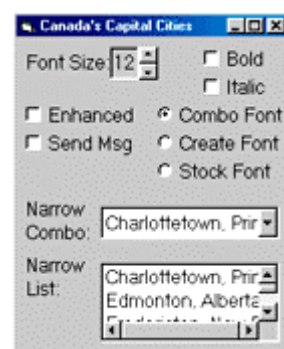 Canada's Capital Cities
Font Size: 12
Bold
Italic
Enhanced
Combo Font
Send Msg
Create Font
Stock Font
Narrow Combo:
Charlottetown, Prir
Narrow List:
Charlottetown, Prir
Edmonton, Alberta